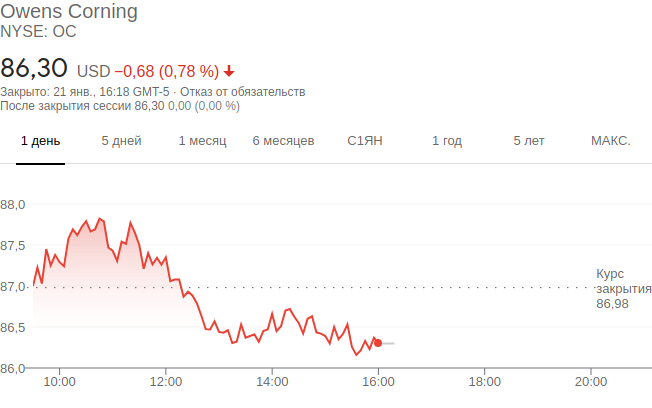 Owens Corning
NYSE: OC
86,30 USD −0,68 (0,78 %)
Закрыто: 21 янв., 16:18 GMT-5 · Отказ от обязательств
После закрытия сессии 86,30 0,00 (0,00 %)
1 день 5 дней 1 месяц 6 месяцев С1ЯН 1 год 5 лет МАКС.
88,0
87,5
87,0
86,5
86,0
Курс
закрытия
86,98
10:00 12:00 14:00 16:00 18:00 20:00